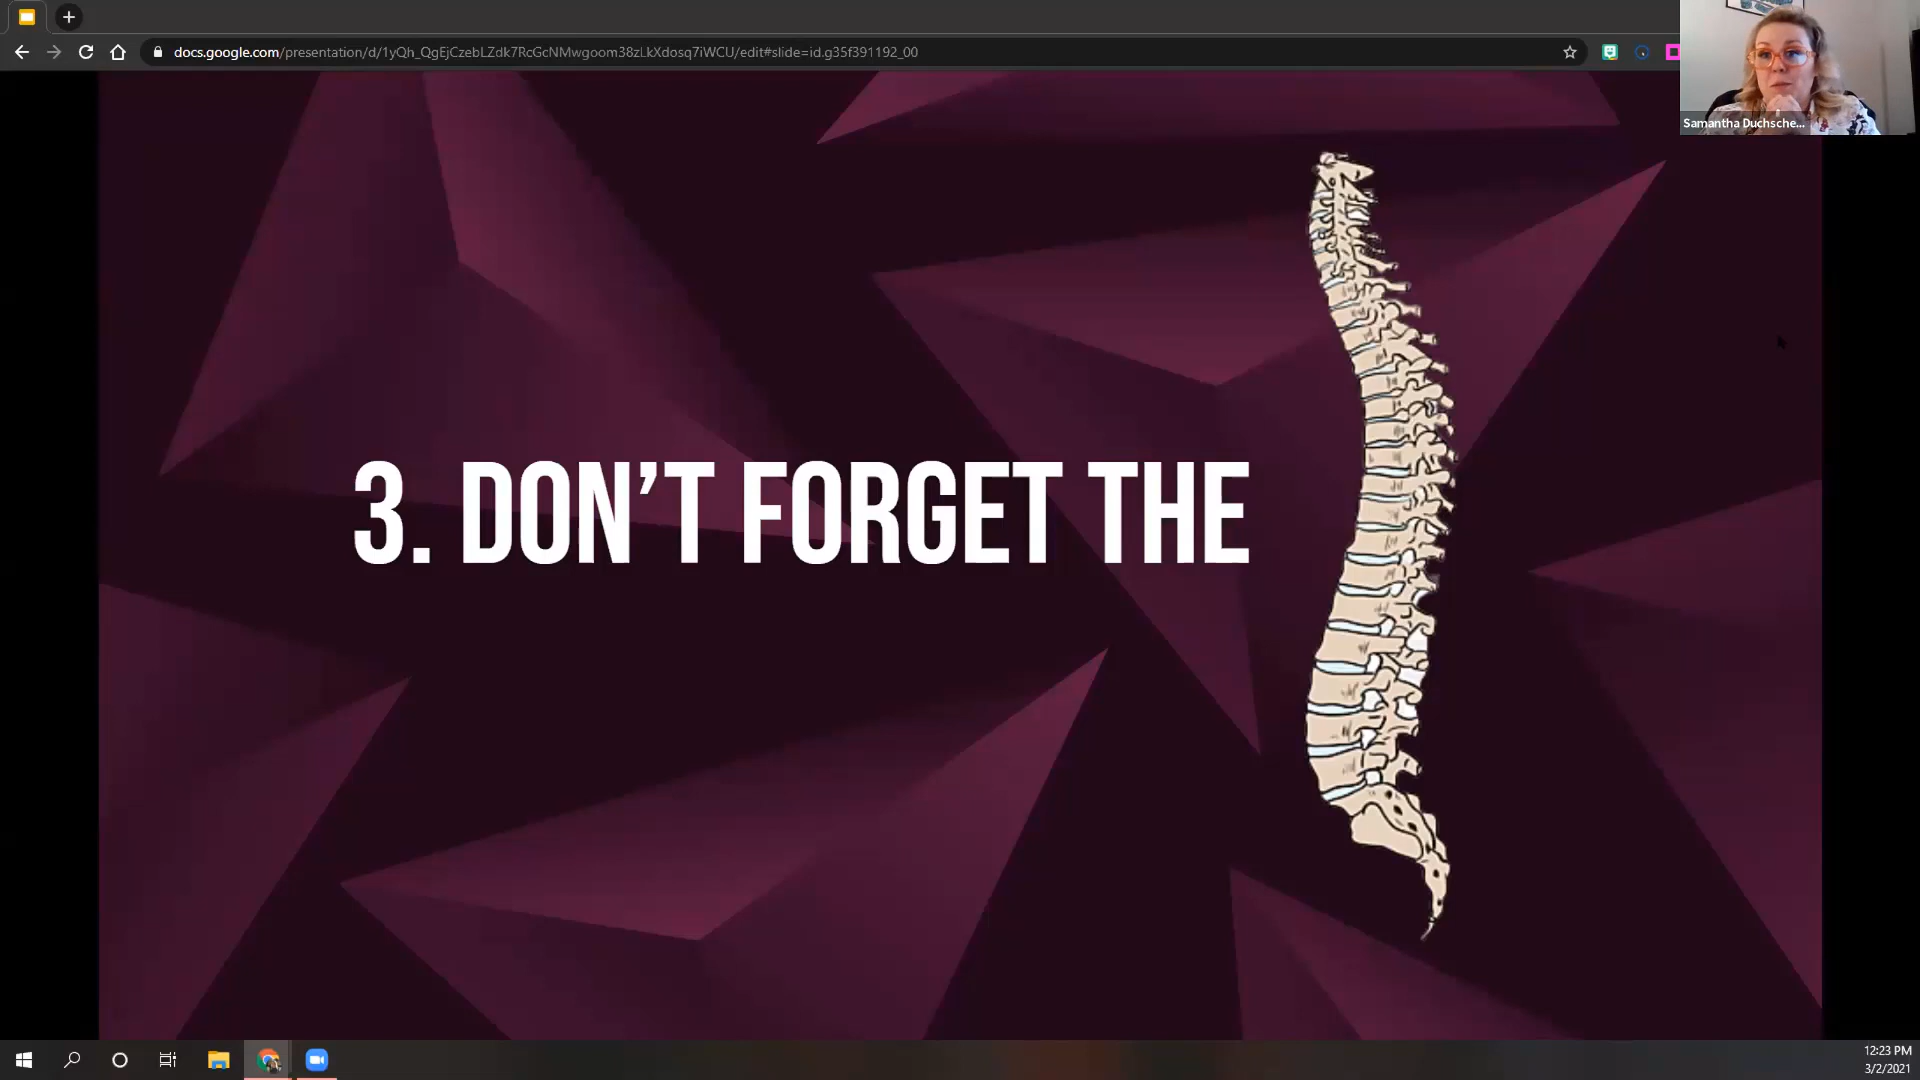 docs.google.com/presentation/d/1yQh_QgEjCzebLZdk7RcGcNMwgoom38zLkXdosq7iWCU/edit#slide=id.g35f391192_00
Samantha Duchsche...
3. DON’T FORGET THE
12:23 PM
3/2/2021